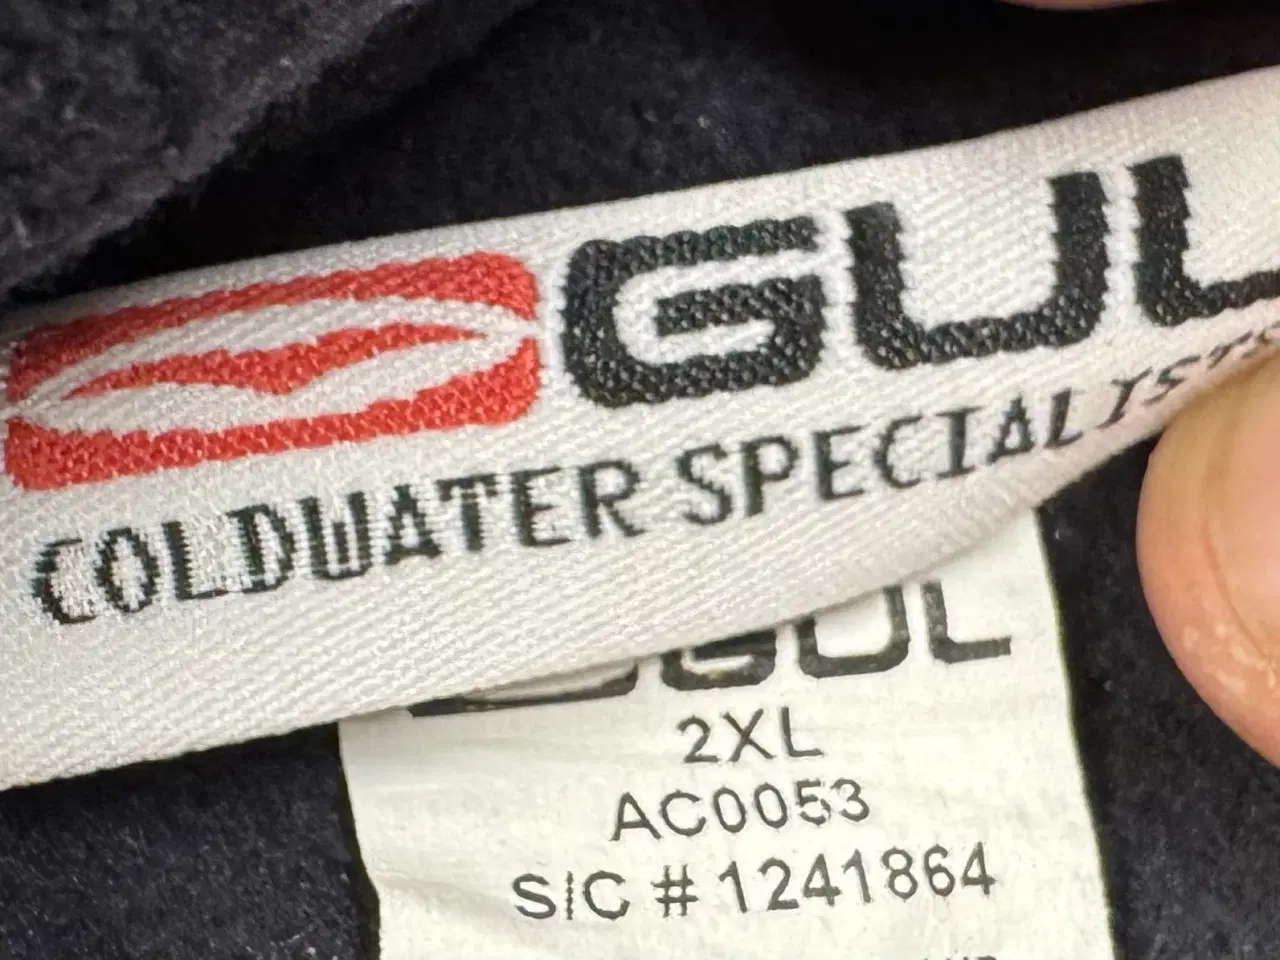 GUL
COLDWATER SPECIALISTS
GUL
2XL
AC0053
SIC # 1241864